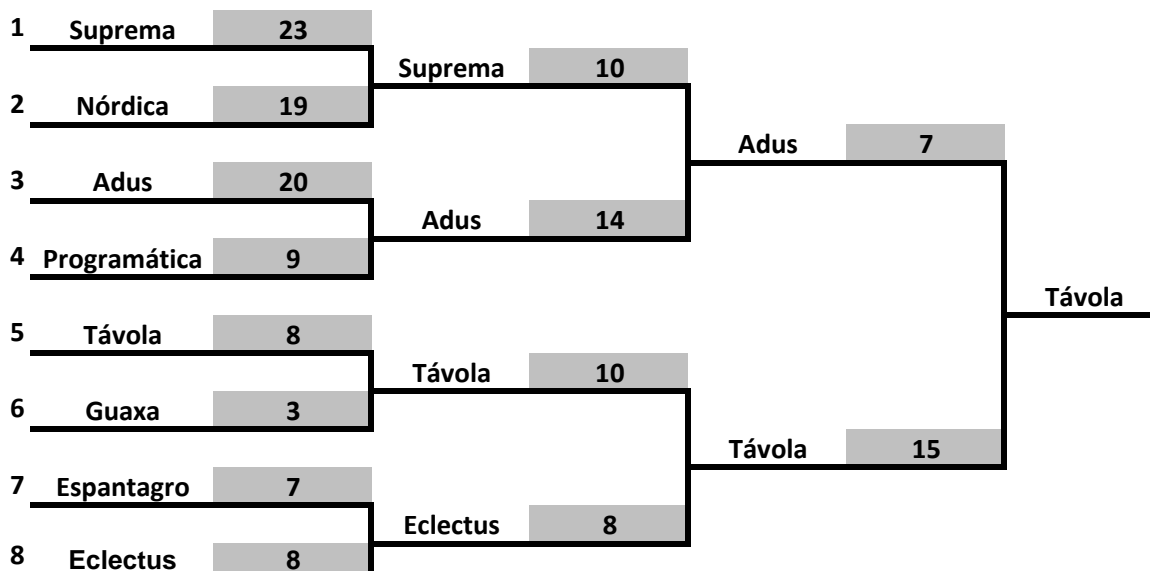 1 Suprema 23
Suprema 10
2 Nórdica 19
Adus 7
3 Adus 20
Adus 14
4 Programática 9
Távola
5 Távola 8
Távola 10
6 Guaxa 3
Távola 15
7 Espantagro 7
Eclectus 8
8 Eclectus 8